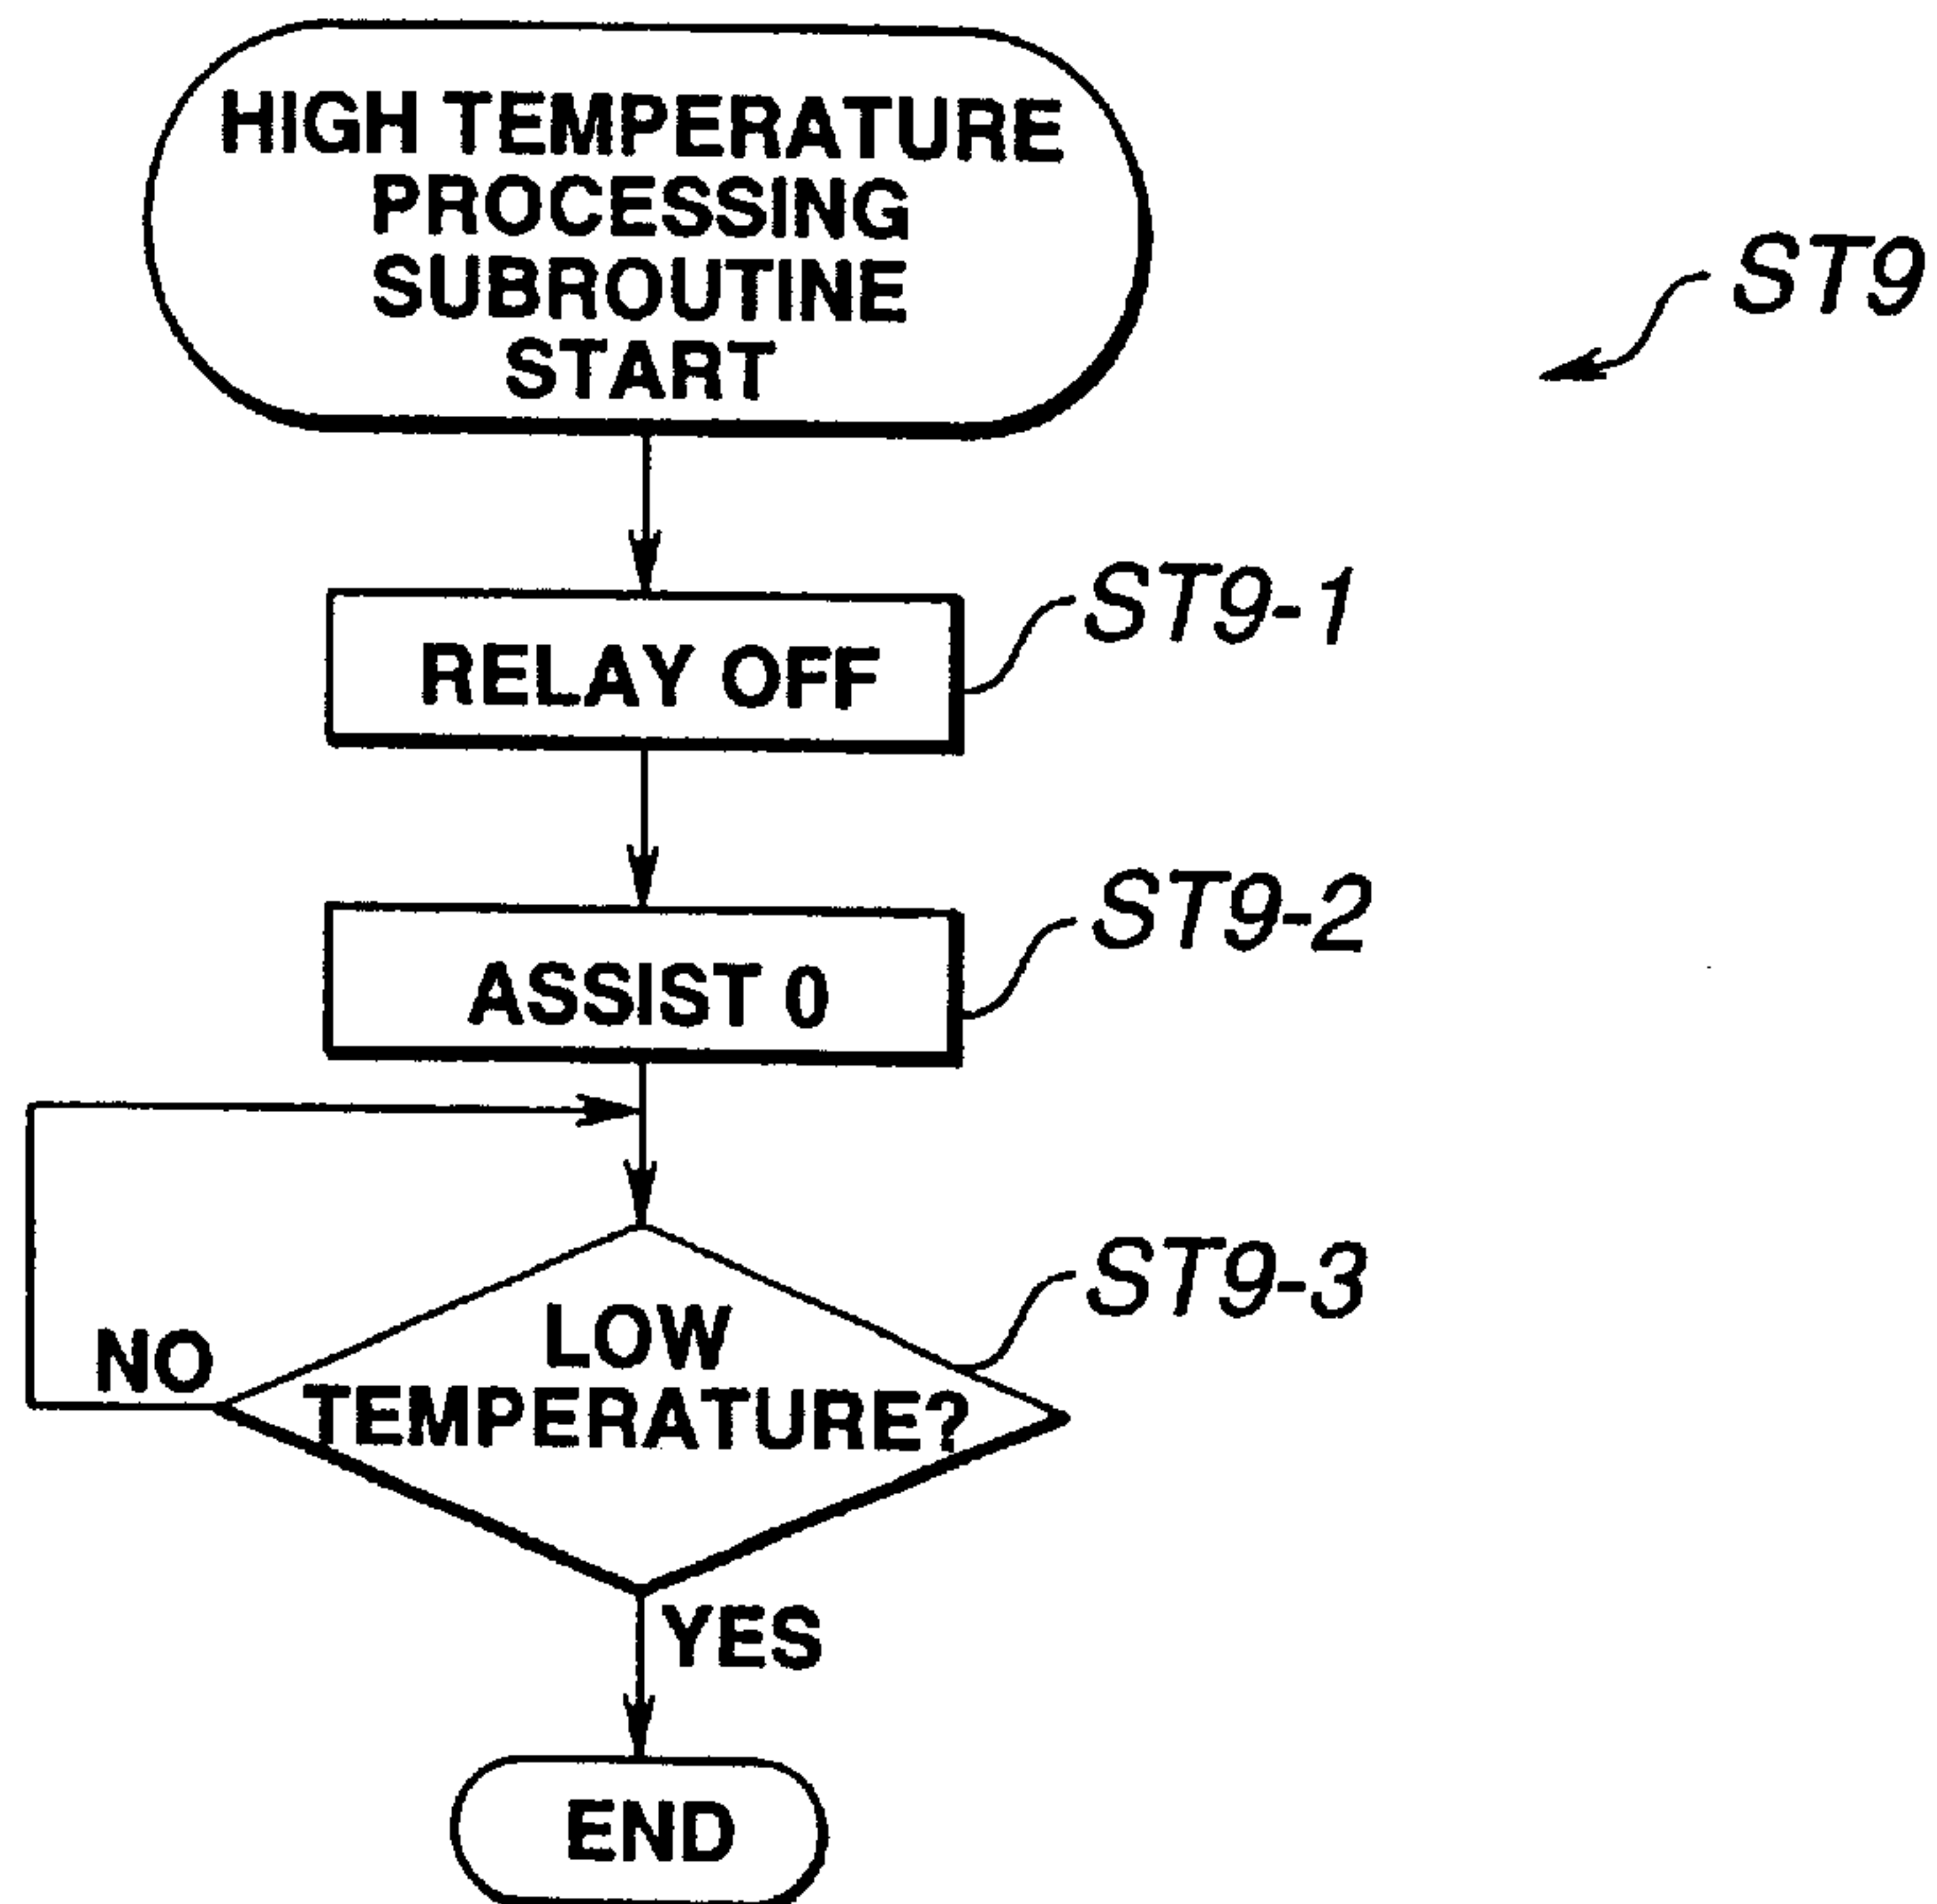 HIGH TEMPERATURE
PROCESSING
SUBROUTINE
START
ST9
RELAY OFF
ST9-1
ASSIST 0
ST9-2
LOW
TEMPERATURE?
ST9-3
NO
YES
END